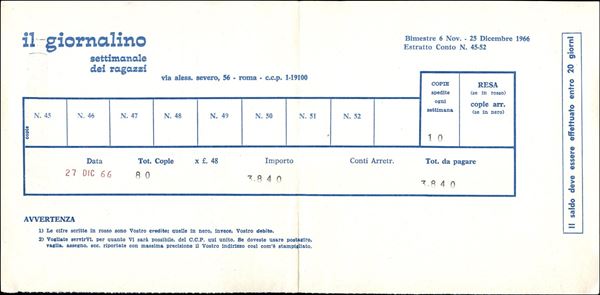 il giornalino
settimanale
dei ragazzi
via aless. severo, 56 - roma - c.c.p. 1-19100
Bimestre 6 Nov. - 25 Dicembre 1966
Estratto Conto N. 45-52
COPIE
spedite
ogni
settimana
10
RESA
(se in rosso)
copie arr.
(se in nero)
copie
N. 45 N. 46 N. 47 N. 48 N. 49 N. 50 N. 51 N. 52
Data Tot. Copie x £. 48 Importo Conti Arretr. Tot. da pagare
27 DIC 66 80 3.840 3.840
AVVERTENZA
1) Le cifre scritte in rosso sono Vostro credito; quelle in nero, invece, Vostro debito.
2) Vogliate servirVi, per quanto Vi sarà possibile, del C.C.P. qui unito. Se doveste usare postagiro,
vaglia, assegno, ecc. riportate con massima precisione il Vostro indirizzo così com'è stampigliato.
Il saldo deve essere effettuato entro 20 giorni